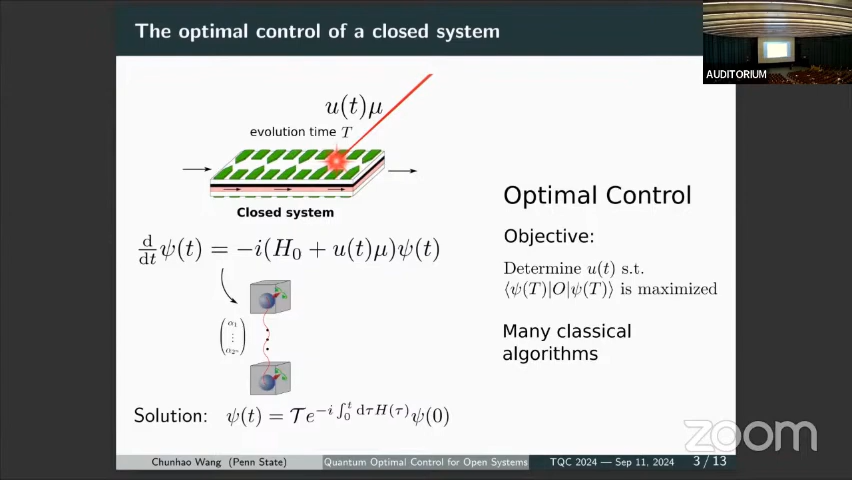 The optimal control of a closed system
AUDITORIUM
u(t)μ
evolution time T
Closed system
d/dt ψ(t) = −i(H₀ + u(t)μ)ψ(t)
α₁
⋮
Solution: ψ(t) = 𝒯e^{−i ∫₀ᵗ dτH(τ)}ψ(0)
Optimal Control
Objective:
Determine u(t) s.t.
⟨ψ(T)|O|ψ(T)⟩ is maximized
Many classical
algorithms
zoom
Chunhao Wang (Penn State) Quantum Optimal Control for Open Systems TQC 2024 — Sep 11, 2024 3 / 13